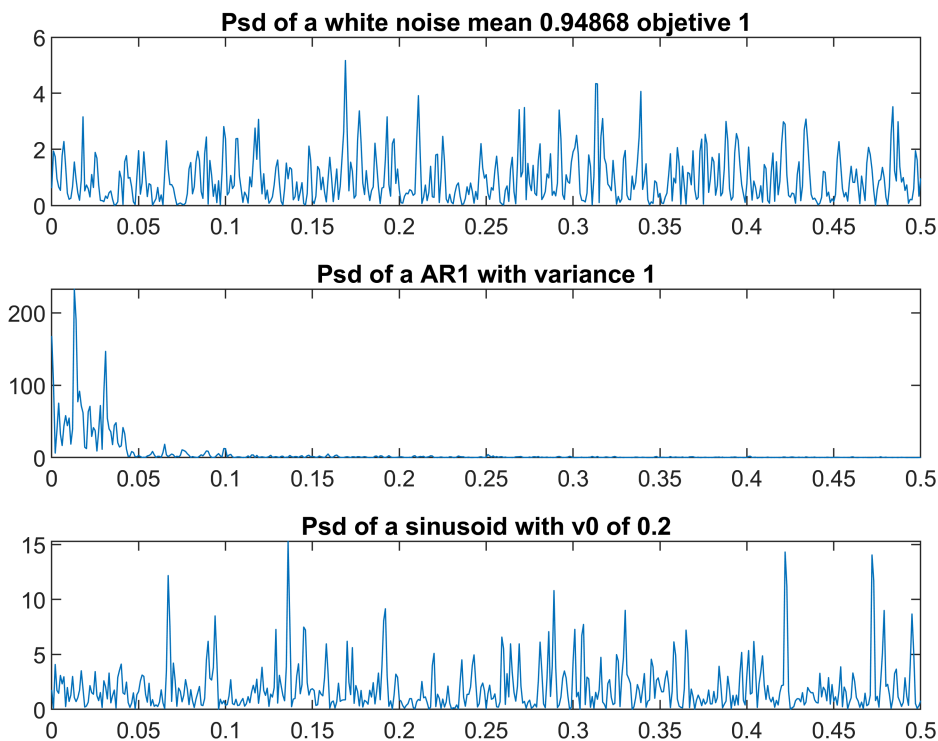 Psd of a white noise mean 0.94868 objetive 1
6
4
2
0
0 0.05 0.1 0.15 0.2 0.25 0.3 0.35 0.4 0.45 0.5
Psd of a AR1 with variance 1
200
100
0
0 0.05 0.1 0.15 0.2 0.25 0.3 0.35 0.4 0.45 0.5
Psd of a sinusoid with v0 of 0.2
15
10
5
0
0 0.05 0.1 0.15 0.2 0.25 0.3 0.35 0.4 0.45 0.5